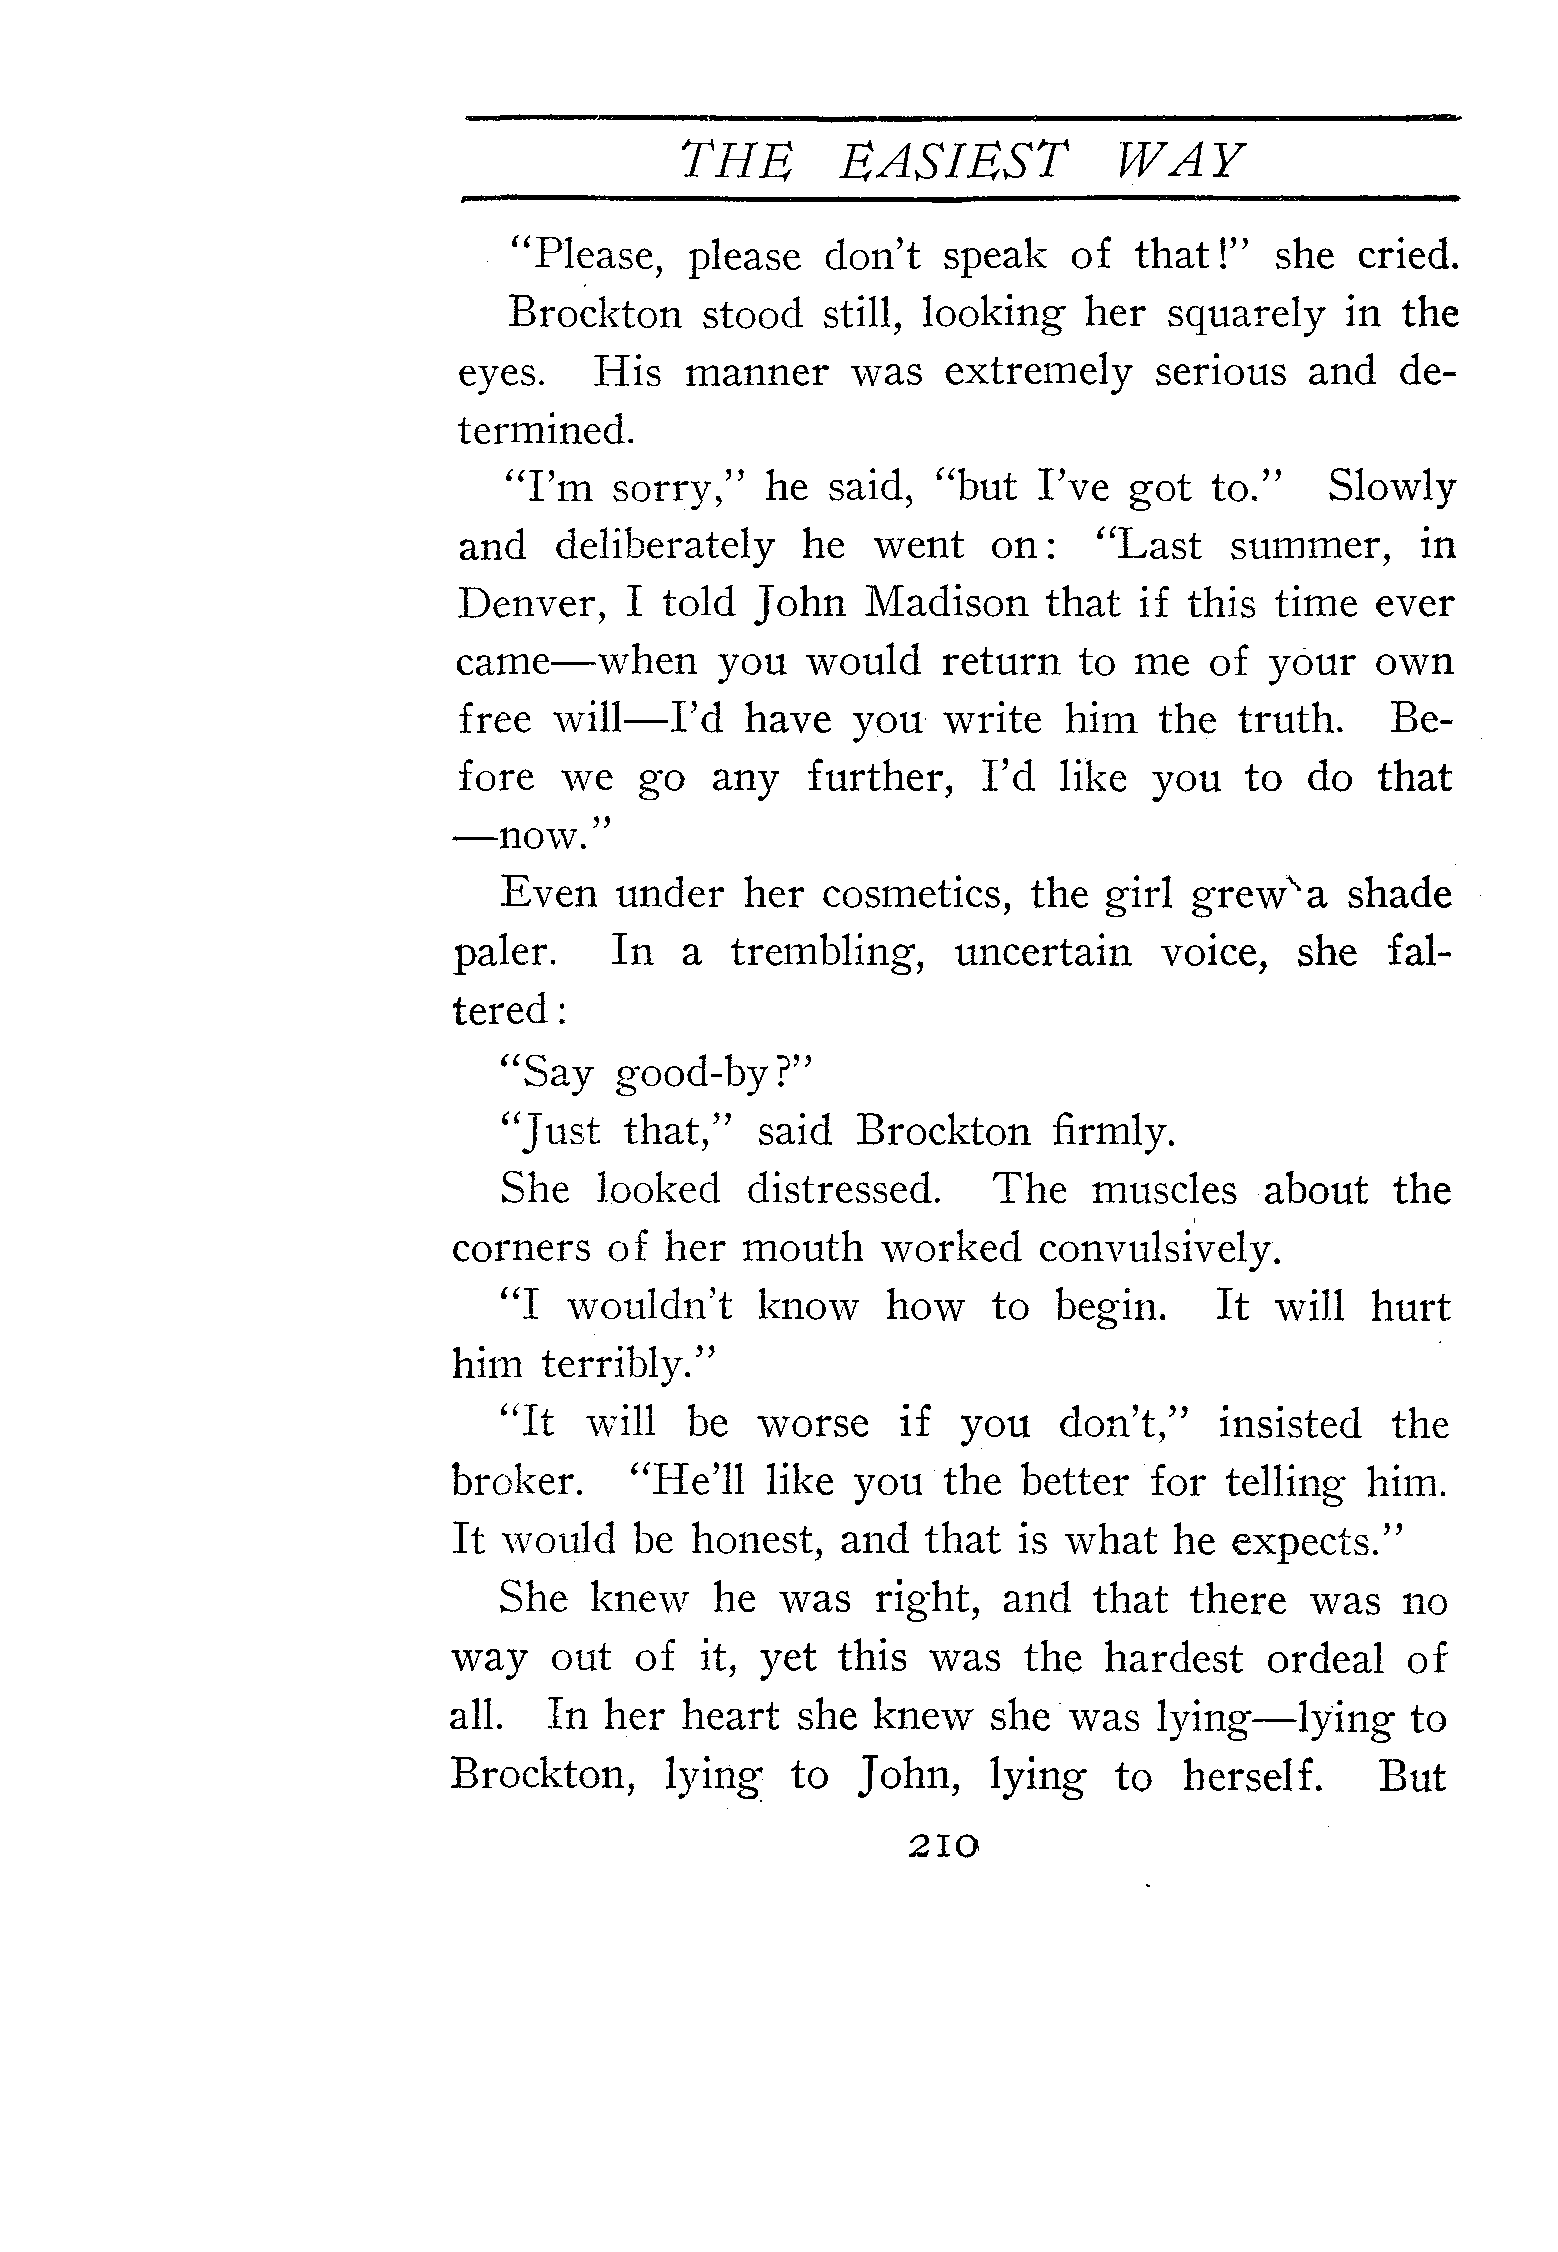 THE EASIEST WAY
“Please, please don’t speak of that!” she cried.
Brockton stood still, looking her squarely in the
eyes. His manner was extremely serious and de-
termined.
“I’m sorry,” he said, “but I’ve got to.” Slowly
and deliberately he went on: “Last summer, in
Denver, I told John Madison that if this time ever
came—when you would return to me of your own
free will—I’d have you write him the truth. Be-
fore we go any further, I’d like you to do that
—now.”
Even under her cosmetics, the girl grew a shade
paler. In a trembling, uncertain voice, she fal-
tered:
“Say good-by?”
“Just that,” said Brockton firmly.
She looked distressed. The muscles about the
corners of her mouth worked convulsively.
“I wouldn’t know how to begin. It will hurt
him terribly.”
“It will be worse if you don’t,” insisted the
broker. “He’ll like you the better for telling him.
It would be honest, and that is what he expects.”
She knew he was right, and that there was no
way out of it, yet this was the hardest ordeal of
all. In her heart she knew she was lying—lying to
Brockton, lying to John, lying to herself. But
210